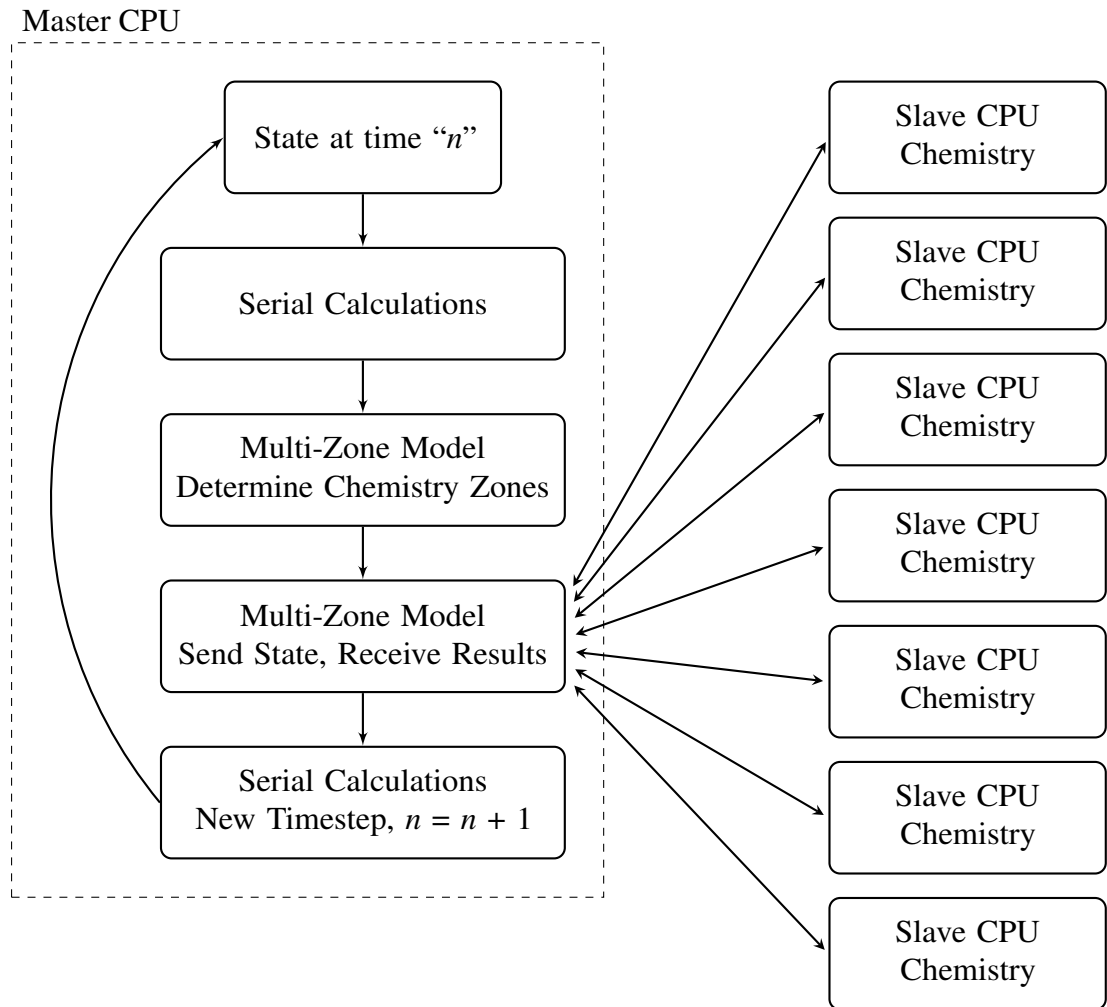 Master CPU
State at time “n”
Serial Calculations
Multi-Zone Model
Determine Chemistry Zones
Multi-Zone Model
Send State, Receive Results
Serial Calculations
New Timestep, n = n + 1
Slave CPU
Chemistry
Slave CPU
Chemistry
Slave CPU
Chemistry
Slave CPU
Chemistry
Slave CPU
Chemistry
Slave CPU
Chemistry
Slave CPU
Chemistry